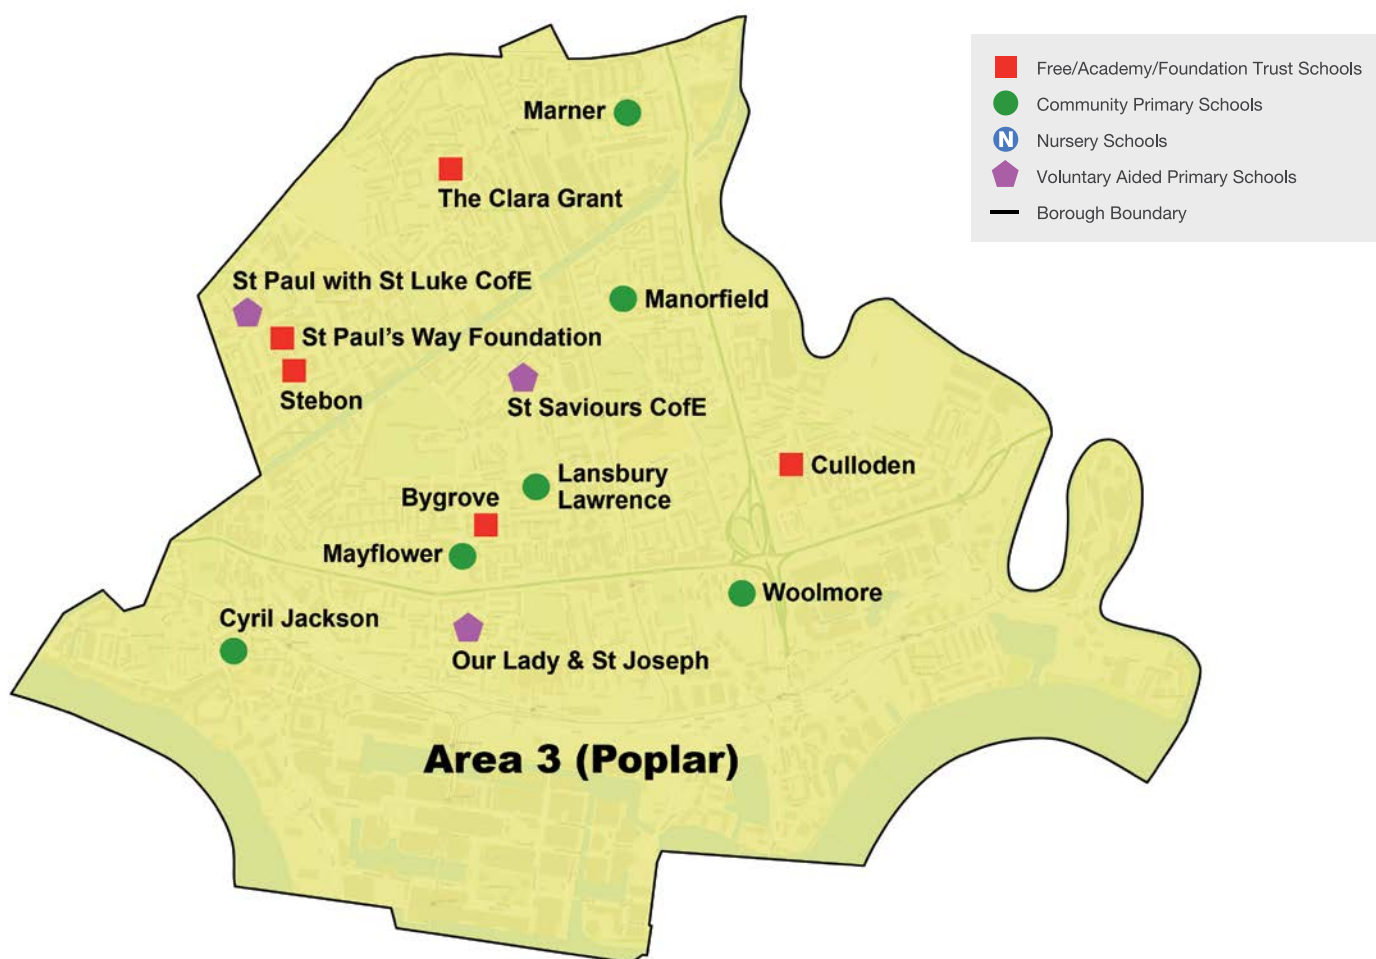 Free/Academy/Foundation Trust Schools
Community Primary Schools
N
Nursery Schools
Voluntary Aided Primary Schools
Borough Boundary
Marner
The Clara Grant
St Paul with St Luke CofE
Manorfield
St Paul's Way Foundation
Stebon
St Saviours CofE
Culloden
Lansbury
Lawrence
Bygrove
Mayflower
Woolmore
Cyril Jackson
Our Lady & St Joseph
Area 3 (Poplar)